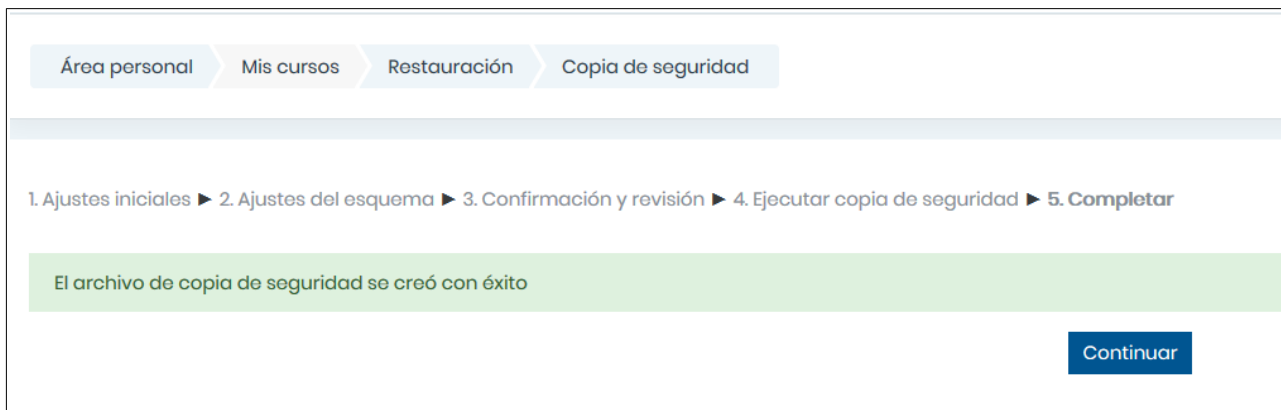 Área personal Mis cursos Restauración Copia de seguridad
1. Ajustes iniciales ► 2. Ajustes del esquema ► 3. Confirmación y revisión ► 4. Ejecutar copia de seguridad ► 5. Completar
El archivo de copia de seguridad se creó con éxito
Continuar